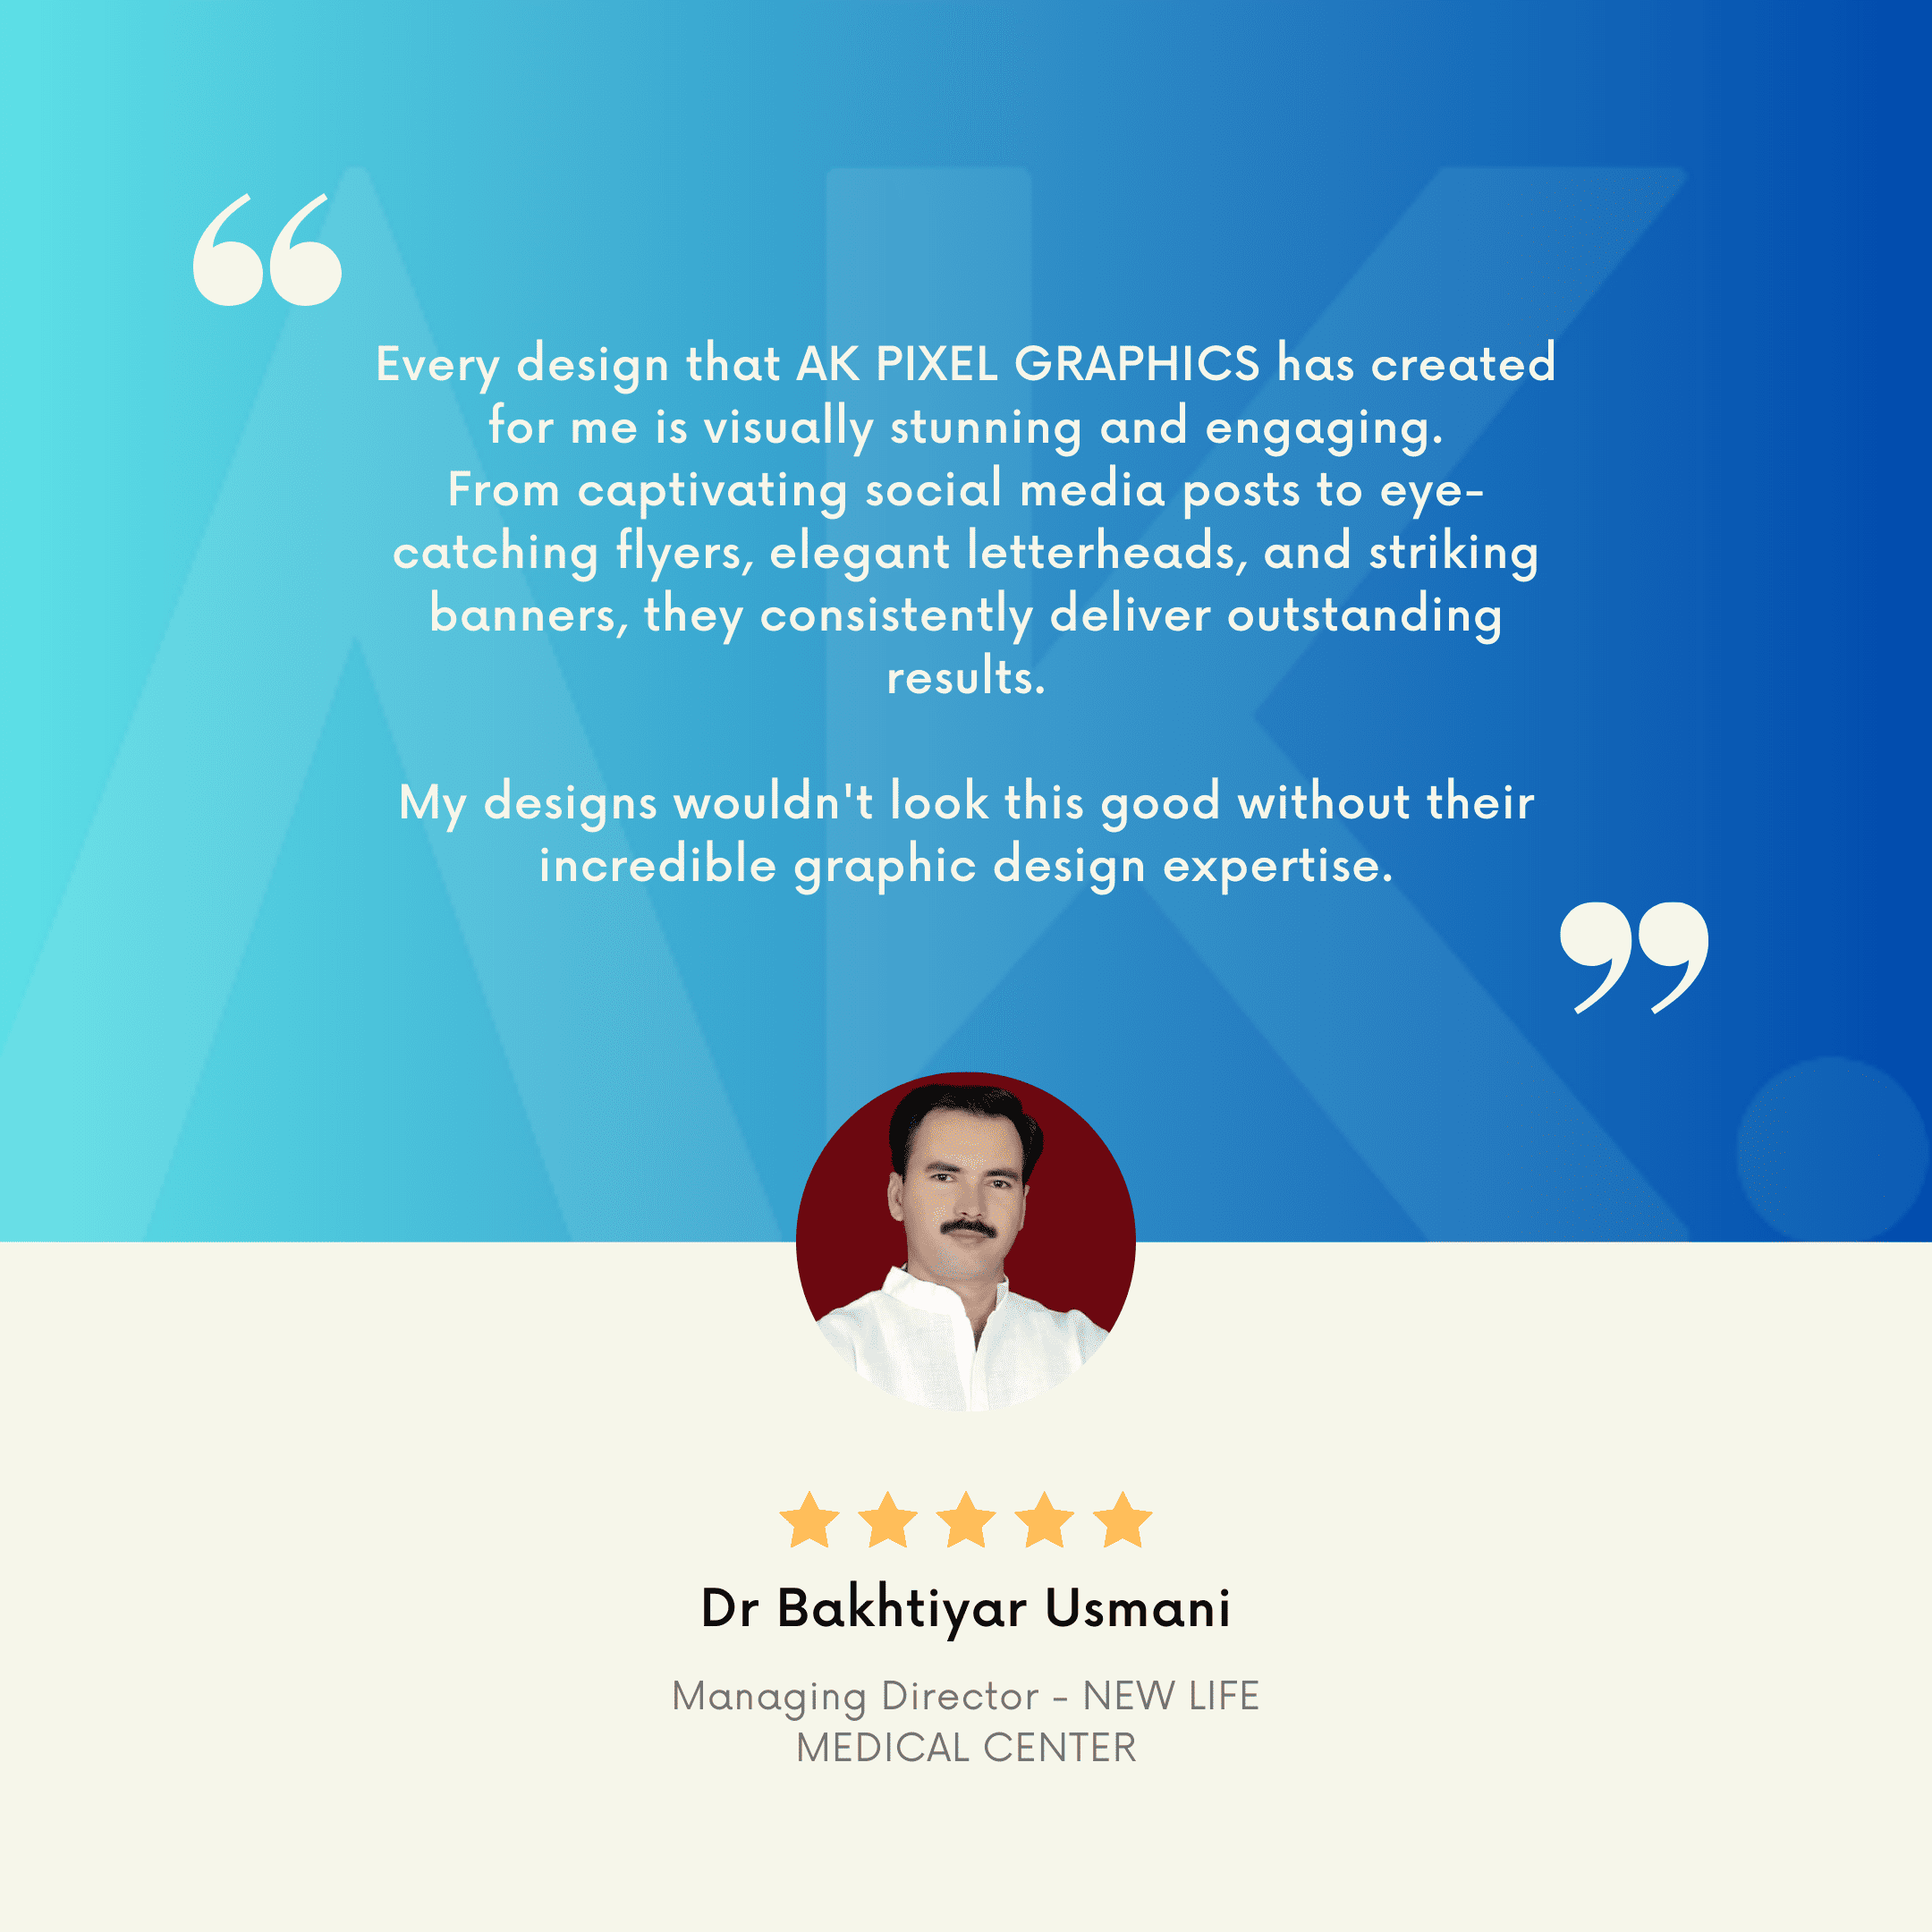 AK.
“
Every design that AK PIXEL GRAPHICS has created
for me is visually stunning and engaging.
From captivating social media posts to eye-
catching flyers, elegant letterheads, and striking
banners, they consistently deliver outstanding
results.
My designs wouldn't look this good without their
incredible graphic design expertise.
”
Dr Bakhtiyar Usmani
Managing Director - NEW LIFE
MEDICAL CENTER